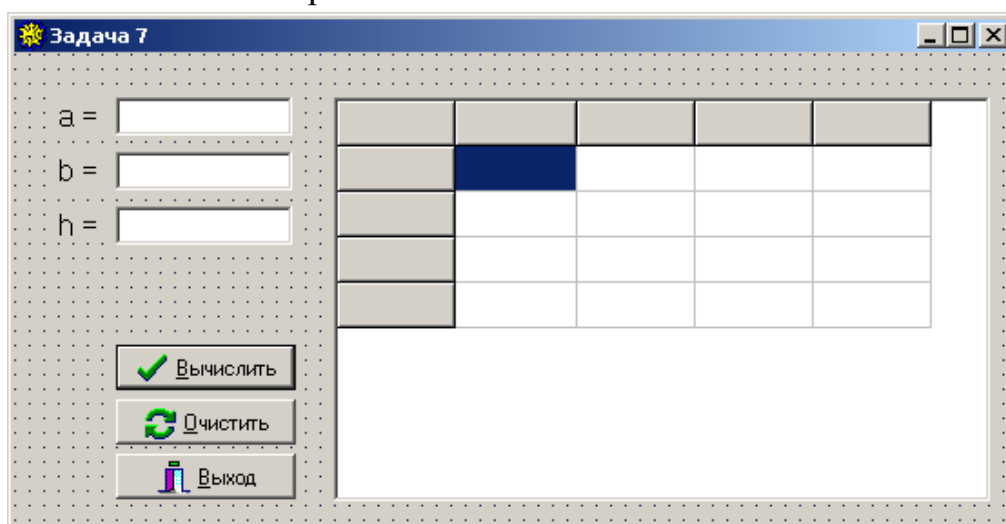 Задача 7
a =
b =
h =
Вычислить
Очистить
Выход